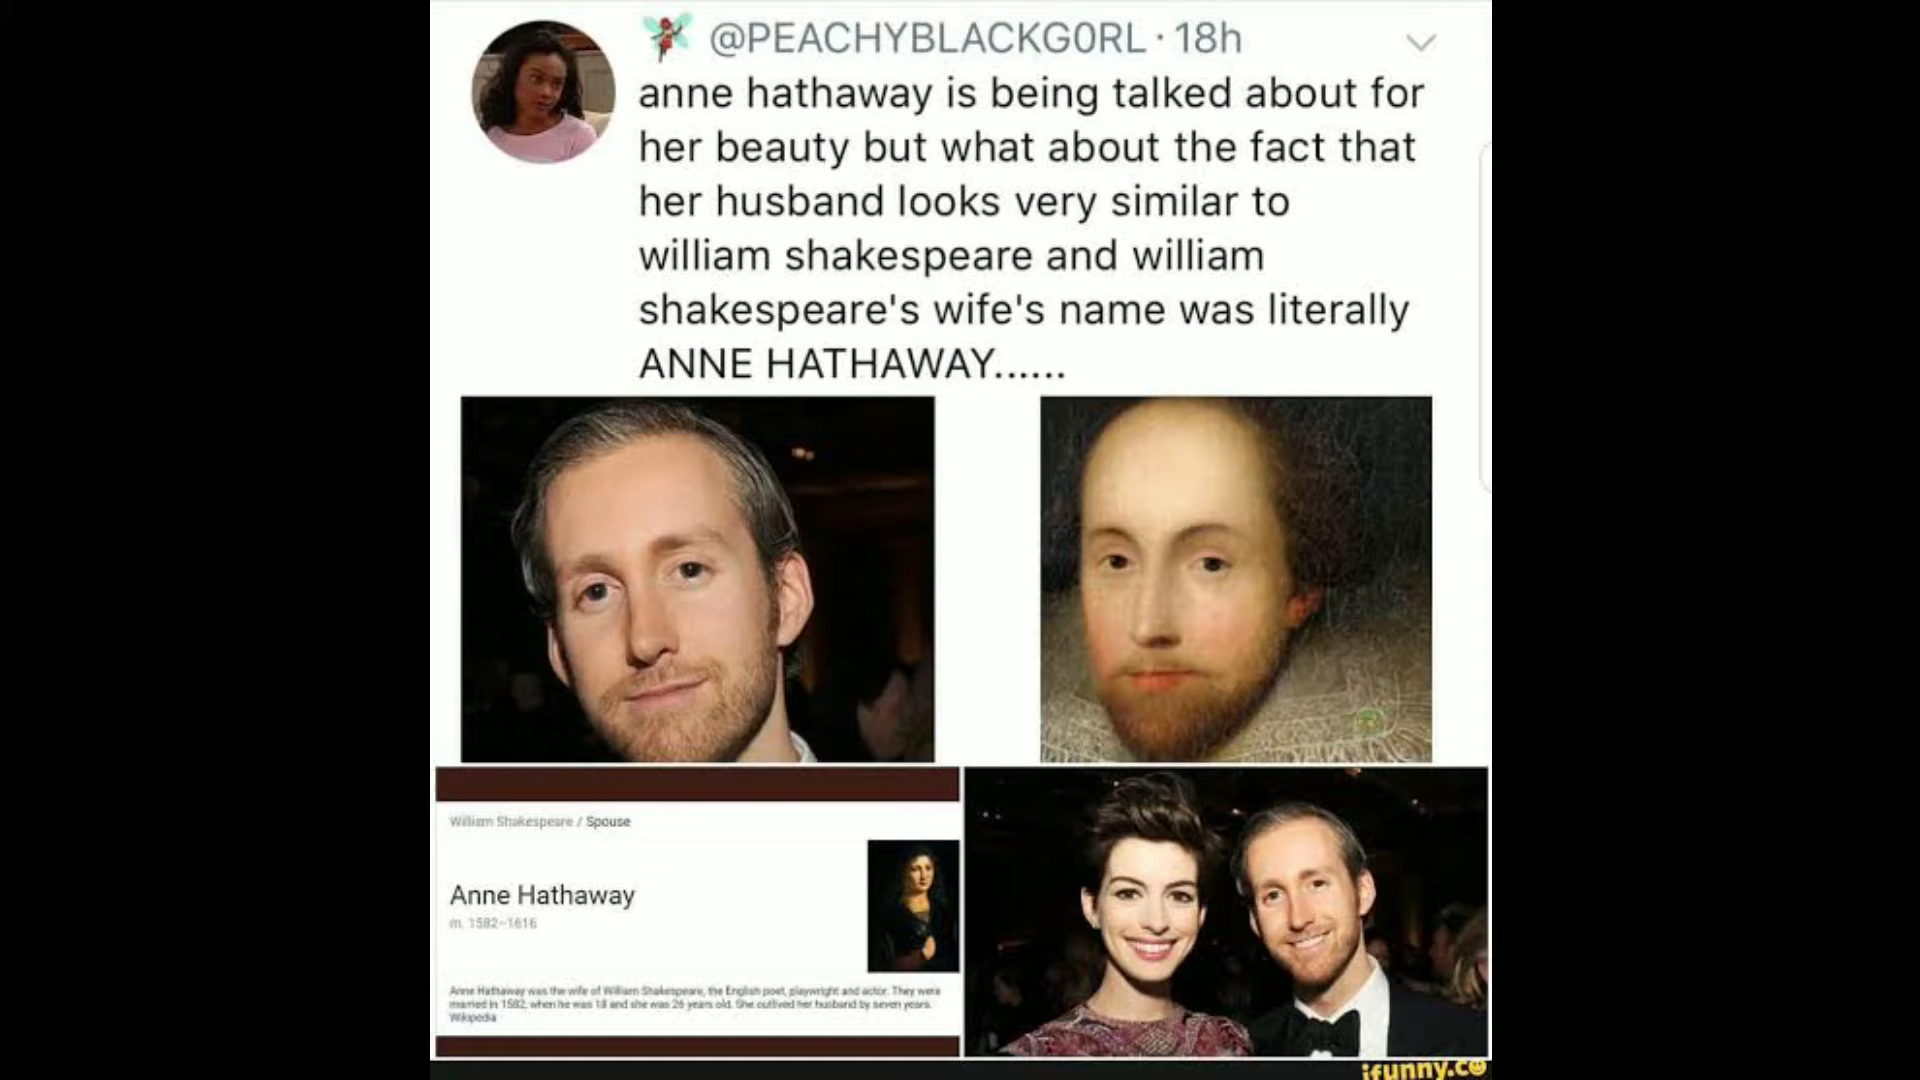 @PEACHYBLACKG0RL · 18h
anne hathaway is being talked about for
her beauty but what about the fact that
her husband looks very similar to
william shakespeare and william
shakespeare's wife's name was literally
ANNE HATHAWAY......
William Shakespeare / Spouse
Anne Hathaway
m. 1582–1616
Anne Hathaway was the wife of William Shakespeare, the English poet, playwright and actor. They were
married in 1582, when he was 18 and she was 26 years old. She outlived her husband by seven years.
Wikipedia
ifunny.co